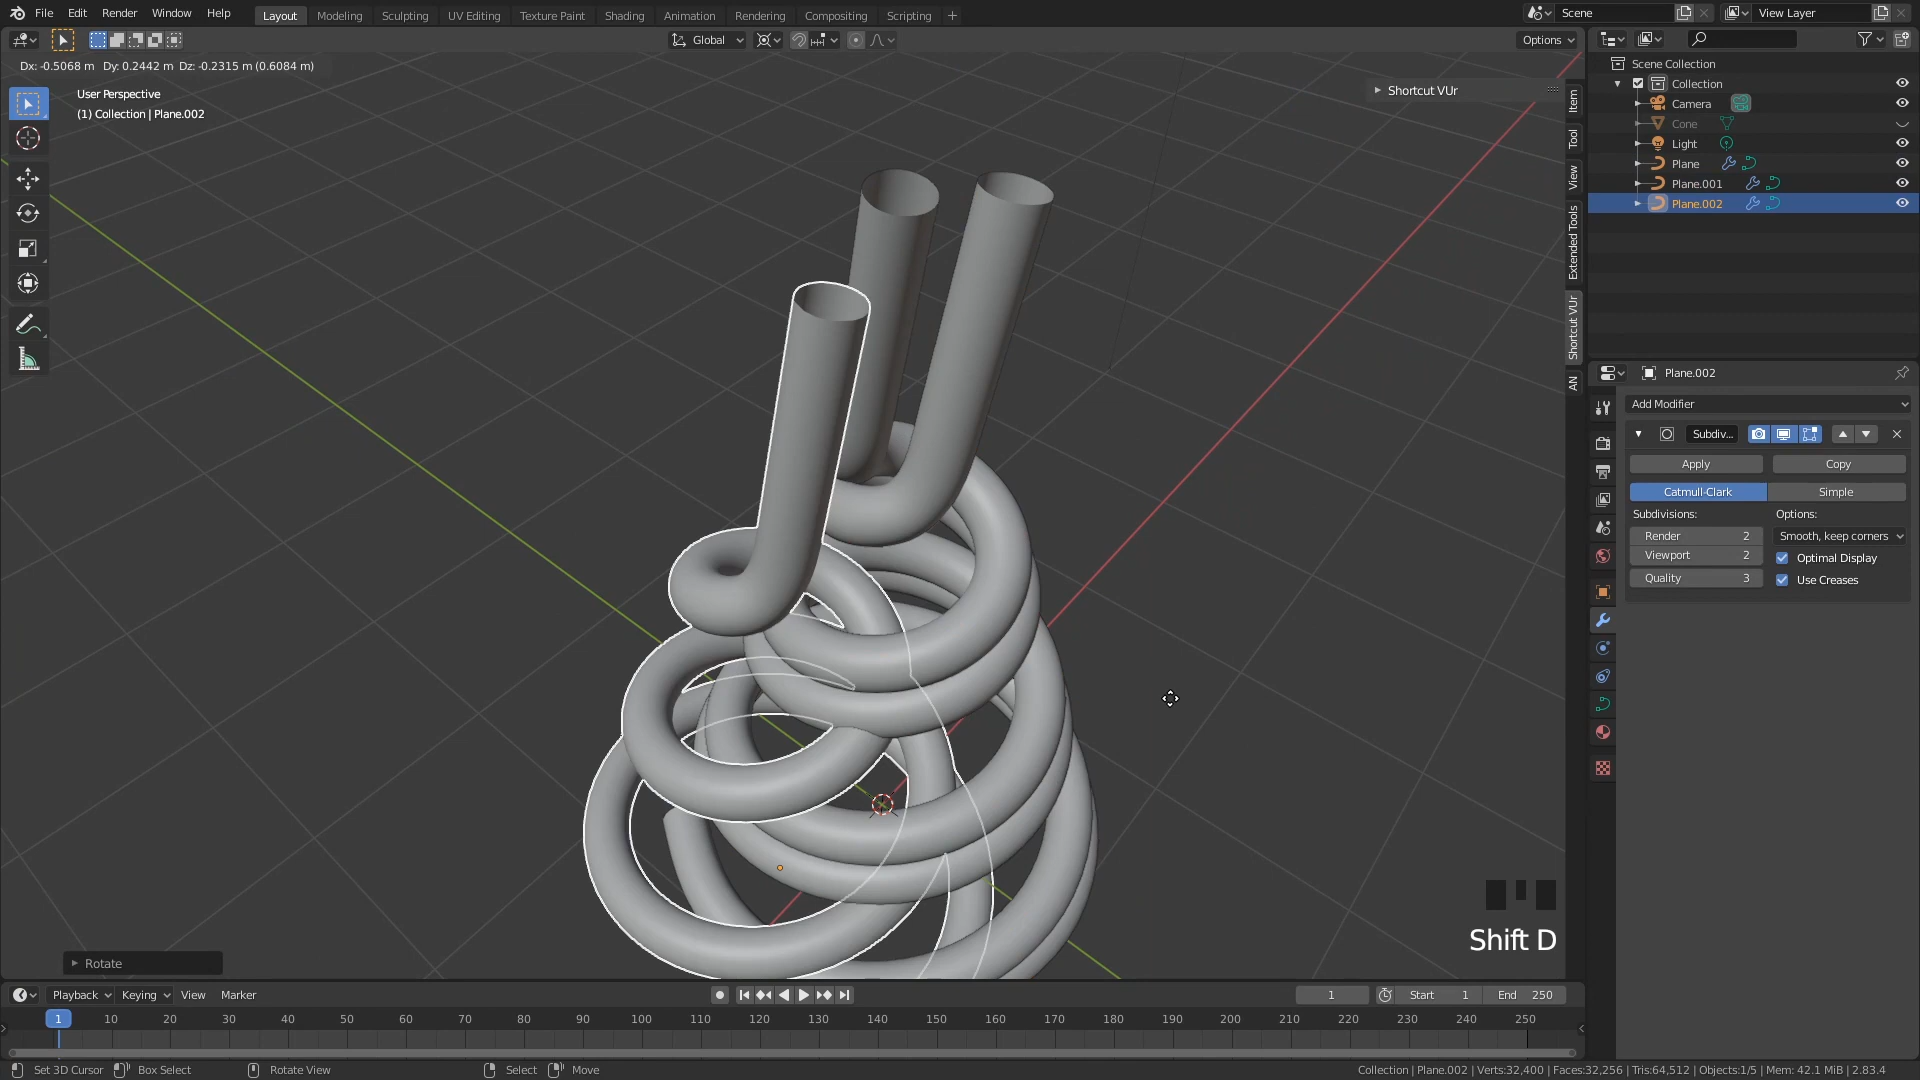 File Edit Render Window Help Layout Modeling Sculpting UV Editing Texture Paint Shading Animation Rendering Compositing Scripting + Scene View Layer
Global Options
Dx: -0.5068 m Dy: 0.2442 m Dz: -0.2315 m (0.6084 m)
User Perspective
(1) Collection | Plane.002
Shortcut VUr
Item
Tool
View
Extended Tools
Shortcut VUr
AN
Scene Collection
Collection
Camera
Cone
Light
Plane
Plane.001
Plane.002
Plane.002
Add Modifier
Subdiv...
Apply Copy
Catmull-Clark Simple
Subdivisions: Options:
Render 2 Smooth, keep corners
Viewport 2 Optimal Display
Quality 3 Use Creases
Shift D
Rotate
Playback Keying View Marker 1 Start 1 End 250
1 10 20 30 40 50 60 70 80 90 100 110 120 130 140 150 160 170 180 190 200 210 220 230 240 250
Set 3D Cursor Box Select Rotate View Select Move Collection | Plane.002 | Verts:32,400 | Faces:32,256 | Tris:64,512 | Objects:1/5 | Mem: 42.1 MiB | 2.83.4